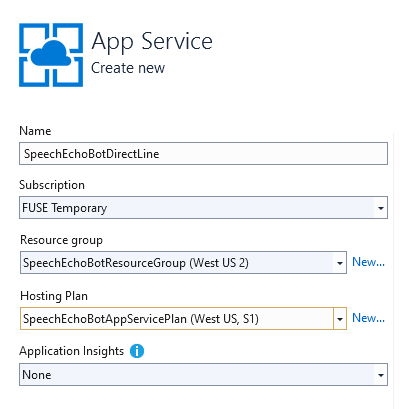 App Service
Create new
Name
SpeechEchoBotDirectLine
Subscription
FUSE Temporary
Resource group
SpeechEchoBotResourceGroup (West US 2)
New...
Hosting Plan
SpeechEchoBotAppServicePlan (West US, S1)
New...
Application Insights
None